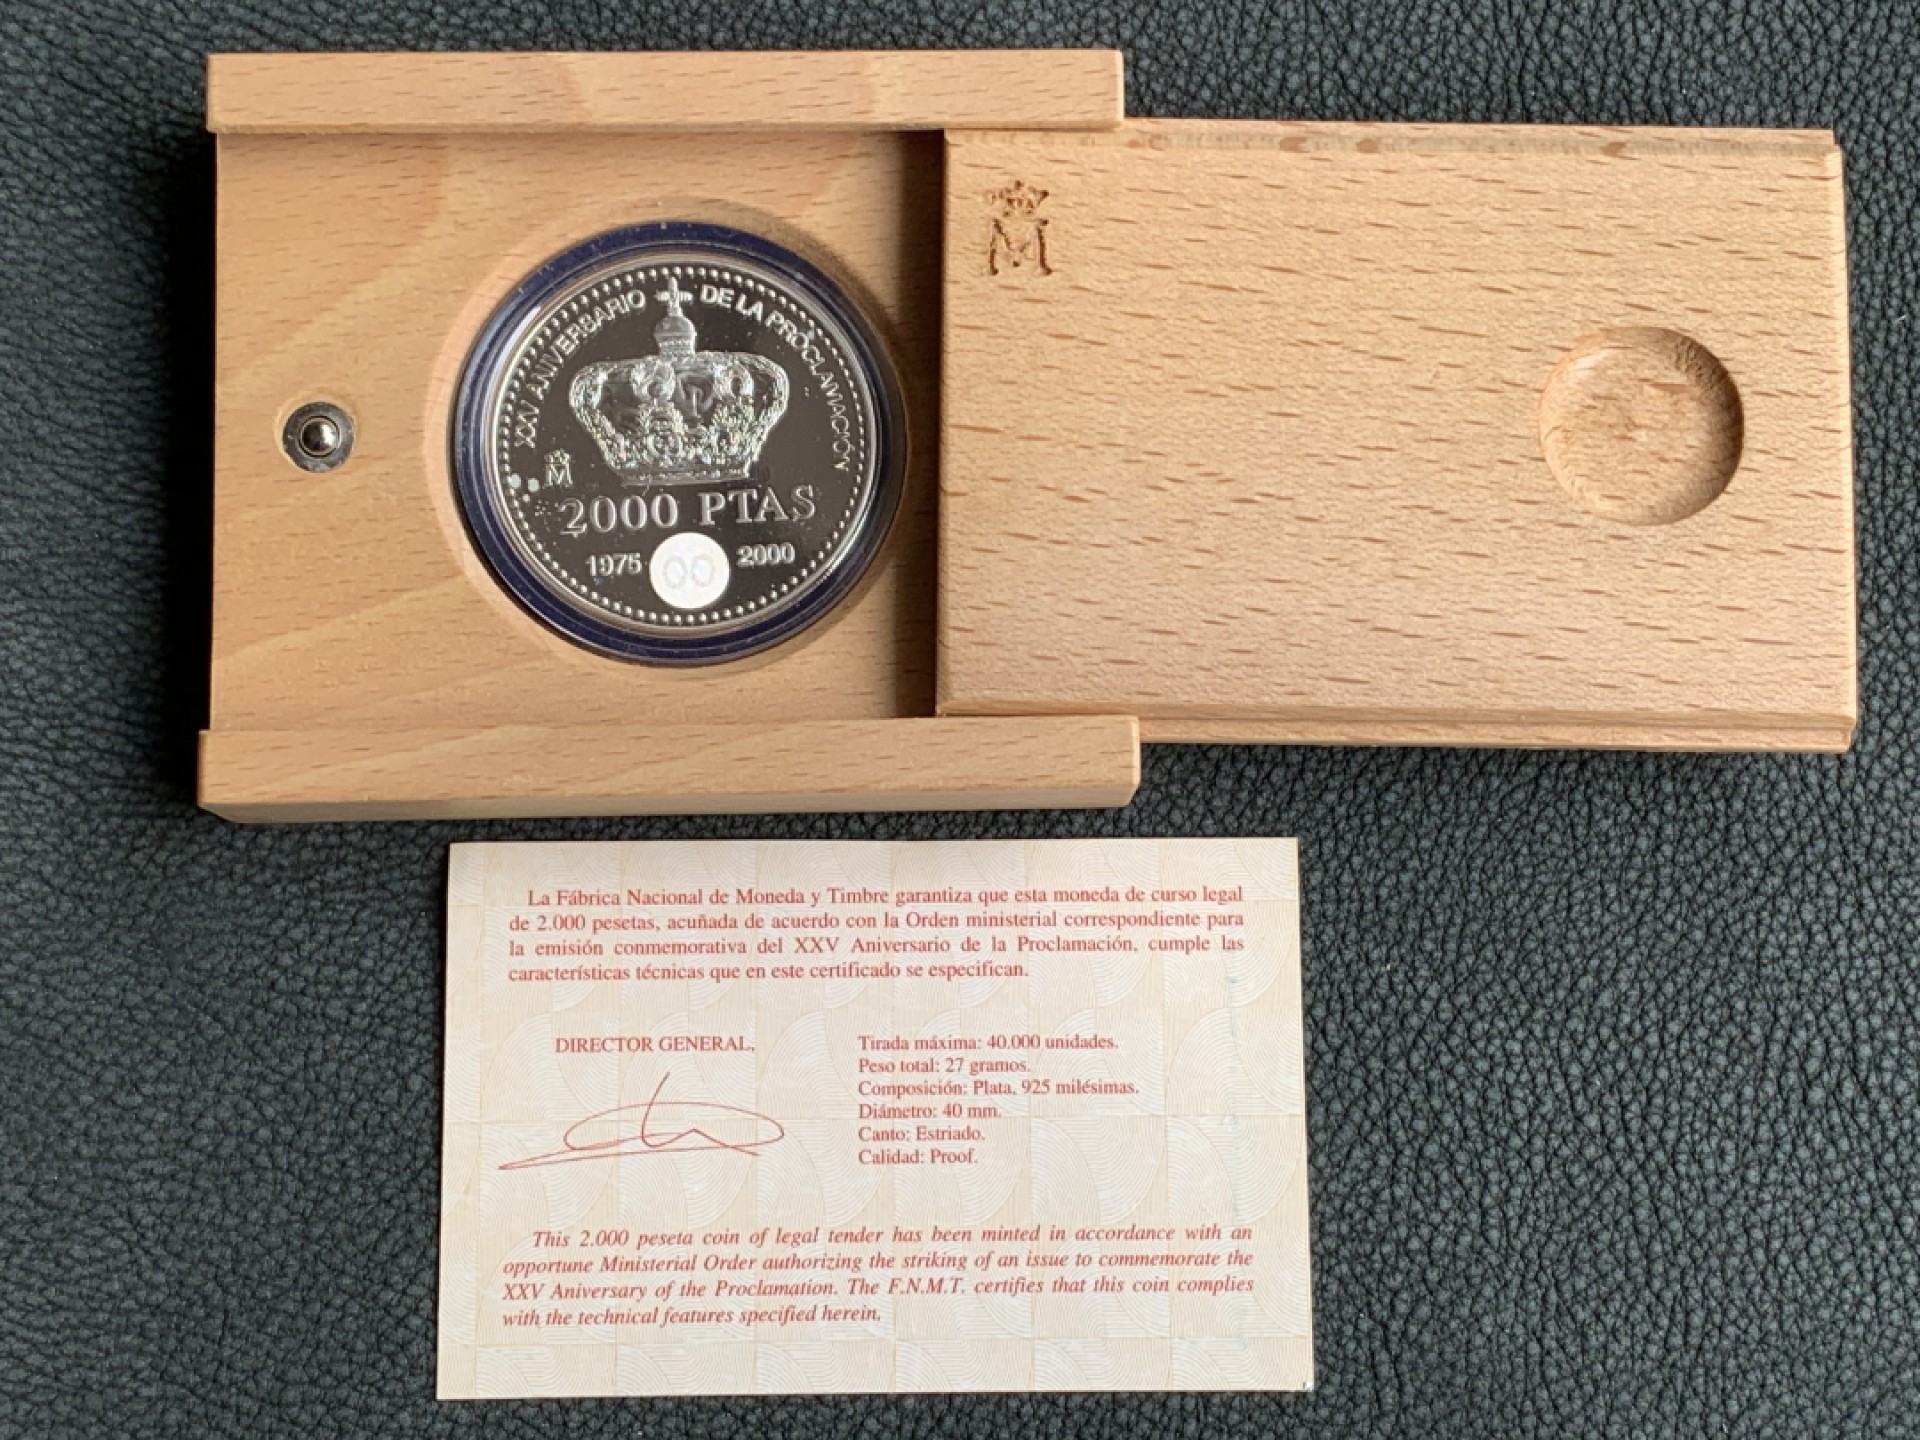 XXV ANIVERSARIO DE LA PROCLAMACIÓN
M
2000 PTAS
1975 00 2000
M
La Fábrica Nacional de Moneda y Timbre garantiza que esta moneda de curso legal
de 2.000 pesetas, acuñada de acuerdo con la Orden ministerial correspondiente para
la emisión conmemorativa del XXV Aniversario de la Proclamación, cumple las
características técnicas que en este certificado se especifican.
DIRECTOR GENERAL,
Tirada máxima: 40.000 unidades.
Peso total: 27 gramos.
Composición: Plata, 925 milésimas.
Diámetro: 40 mm.
Canto: Estriado.
Calidad: Proof.
This 2.000 peseta coin of legal tender has been minted in accordance with an
opportune Ministerial Order authorizing the striking of an issue to commemorate the
XXV Aniversary of the Proclamation. The F.N.M.T. certifies that this coin complies
with the technical features specified herein.